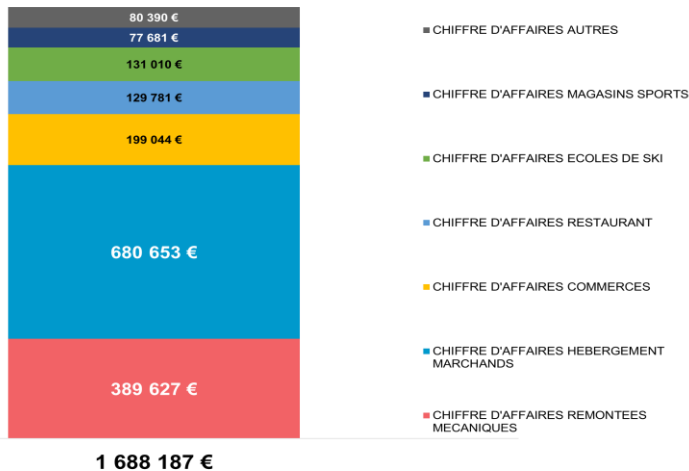 80 390 €
77 681 €
131 010 €
129 781 €
199 044 €
680 653 €
389 627 €
1 688 187 €
CHIFFRE D'AFFAIRES AUTRES
CHIFFRE D'AFFAIRES MAGASINS SPORTS
CHIFFRE D'AFFAIRES ECOLES DE SKI
CHIFFRE D'AFFAIRES RESTAURANT
CHIFFRE D'AFFAIRES COMMERCES
CHIFFRE D'AFFAIRES HEBERGEMENT
MARCHANDS
CHIFFRE D'AFFAIRES REMONTEES
MECANIQUES